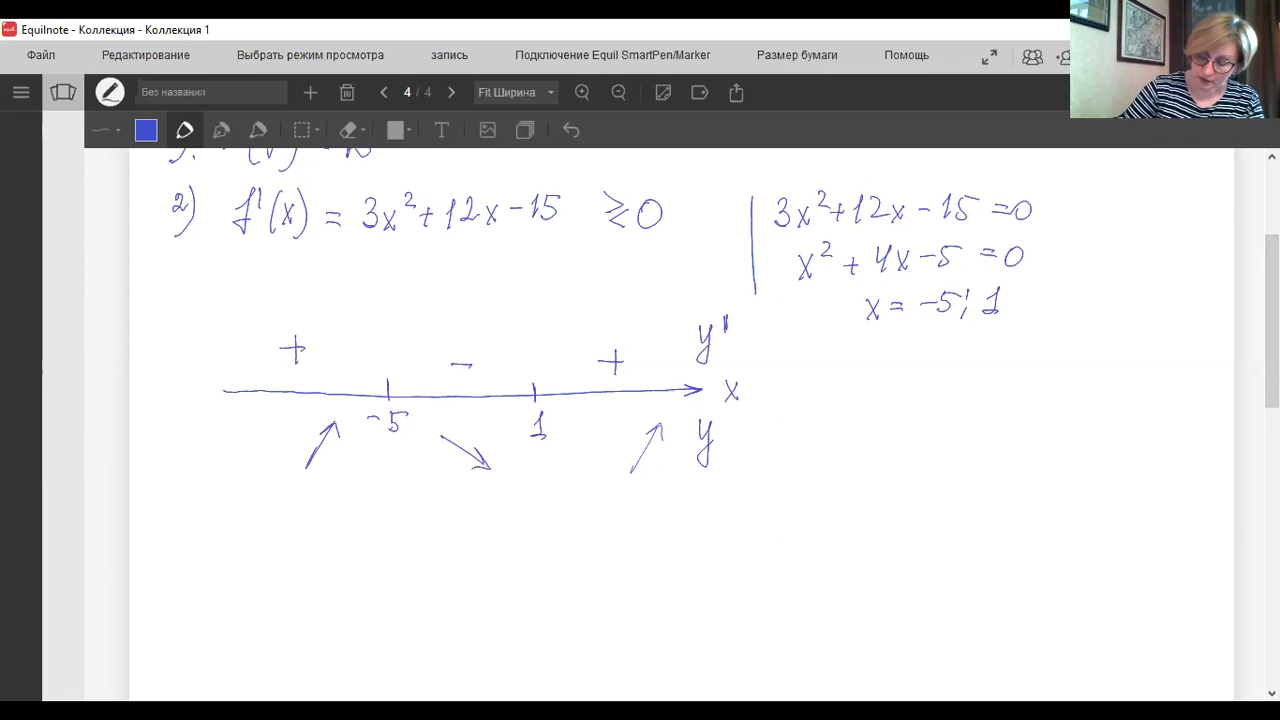 Equilnote - Коллекция - Коллекция 1
Файл Редактирование Выбрать режим просмотра запись Подключение Equil SmartPen/Marker Размер бумаги Помощь
Без названия 4 / 4 Fit Ширина
2) f'(x) = 3x²+12x-15 ≥0
3x²+12x-15=0
x²+4x-5=0
x = -5; 1
+ - + y'
x
-5 1 y